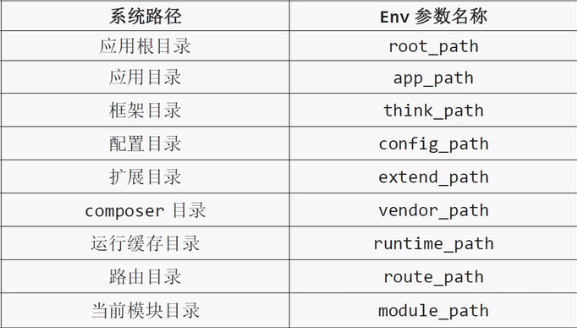 系统路径 Env 参数名称
应用根目录 root_path
应用目录 app_path
框架目录 think_path
配置目录 config_path
扩展目录 extend_path
composer 目录 vendor_path
运行缓存目录 runtime_path
路由目录 route_path
当前模块目录 module_path